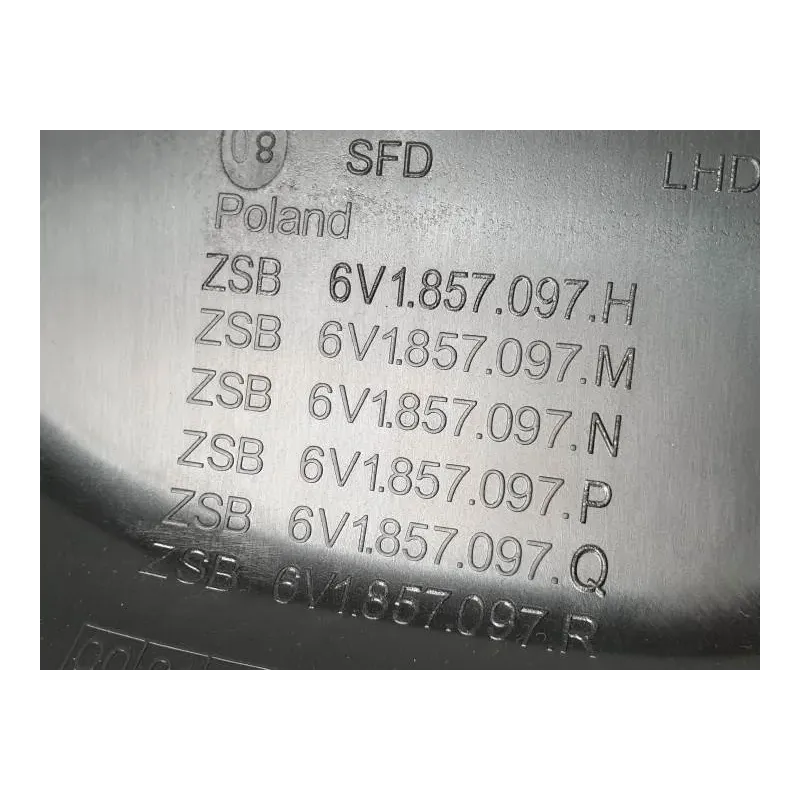 08 SFD LHD
Poland
ZSB 6V1.857.097.H
ZSB 6V1.857.097.M
ZSB 6V1.857.097.N
ZSB 6V1.857.097.P
ZSB 6V1.857.097.Q
ZSB 6V1.857.097.R